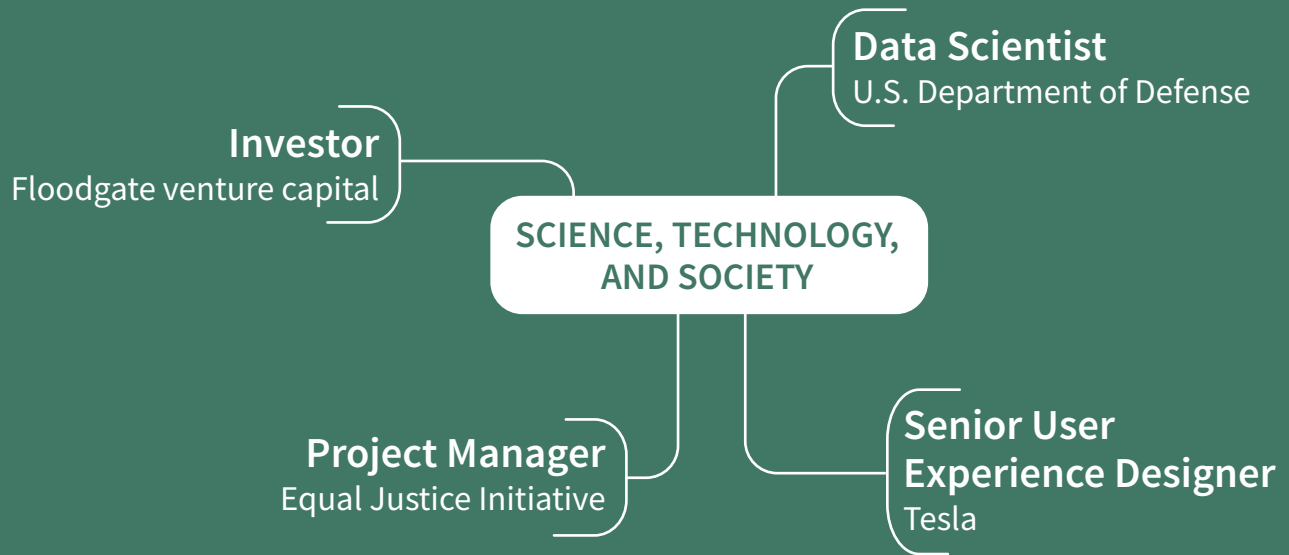 Data Scientist
U.S. Department of Defense
Investor
Floodgate venture capital
SCIENCE, TECHNOLOGY,
AND SOCIETY
Project Manager
Equal Justice Initiative
Senior User
Experience Designer
Tesla